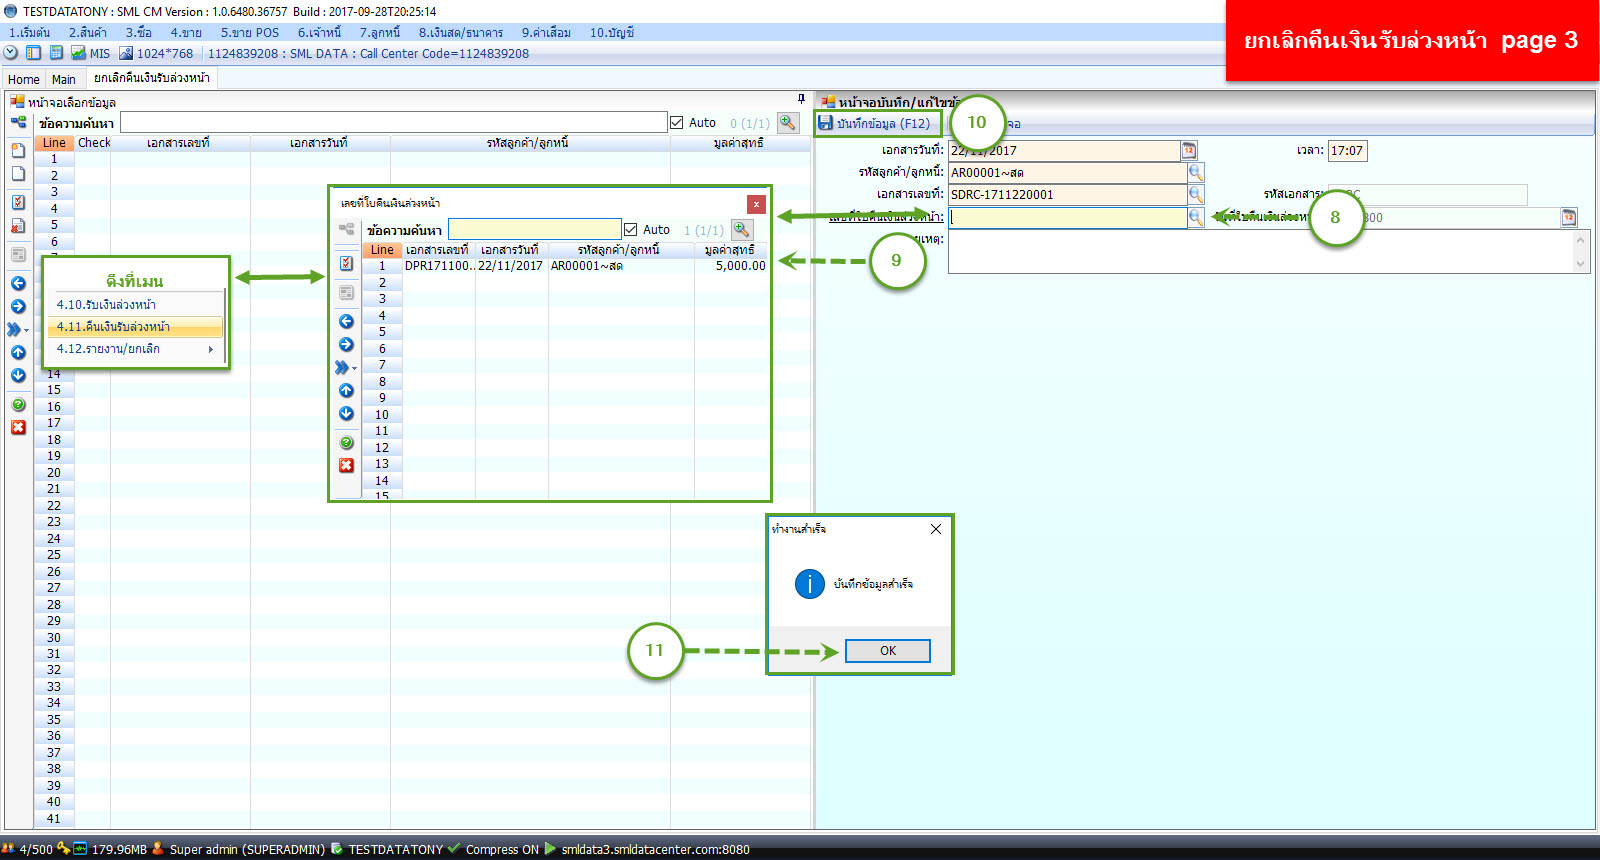 TESTDATATONY : SML CM Version : 1.0.6480.36757  Build : 2017-09-28T20:25:14
ยกเลิกคืนเงินรับล่วงหน้า page 3
1.เริ่มต้น 2.สินค้า 3.ซื้อ 4.ขาย 5.ขาย POS 6.เจ้าหนี้ 7.ลูกหนี้ 8.เงินสด/ธนาคาร 9.ค่าเสื่อม 10.บัญชี
MIS 1024*768 1124839208 : SML DATA : Call Center Code=1124839208
Home Main ยกเลิกคืนเงินรับล่วงหน้า
หน้าจอเลือกข้อมูล
ข้อความค้นหา Auto 0 (1/1)
Line Check เอกสารเลขที่ เอกสารวันที่ รหัสลูกค้า/ลูกหนี้ มูลค่าสุทธิ
1
2
3
4
5
6
7
14
15
16
17
18
19
20
21
22
23
24
25
26
27
28
29
30
31
32
33
34
35
36
37
38
39
40
41
ดึงที่เมน
4.10.รับเงินล่วงหน้า
4.11.คืนเงินรับล่วงหน้า
4.12.รายงาน/ยกเลิก
เลขที่ใบคืนเงินล่วงหน้า x
ข้อความค้นหา Auto 1 (1/1)
Line เอกสารเลขที่ เอกสารวันที่ รหัสลูกค้า/ลูกหนี้ มูลค่าสุทธิ
1 DPR171100.. 22/11/2017 AR00001~สด 5,000.00
2
3
4
5
6
7
8
9
10
11
12
13
14
15
หน้าจอบันทึก/แก้ไขข้
บันทึกข้อมูล (F12) 10 จอ
เอกสารวันที่: 22/11/2017 12 เวลา: 17:07
รหัสลูกค้า/ลูกหนี้: AR00001~สด
เอกสารเลขที่: SDRC-1711220001 รหัสเอกสาร:
เลขที่ใบคืนเงินล่วงหน้า: 8 12
ยเหตุ:
9
ทำงานสำเร็จ
i บันทึกข้อมูลสำเร็จ
11 OK
4/500 179.96MB Super admin (SUPERADMIN) TESTDATATONY Compress ON smldata3.smldatacenter.com:8080